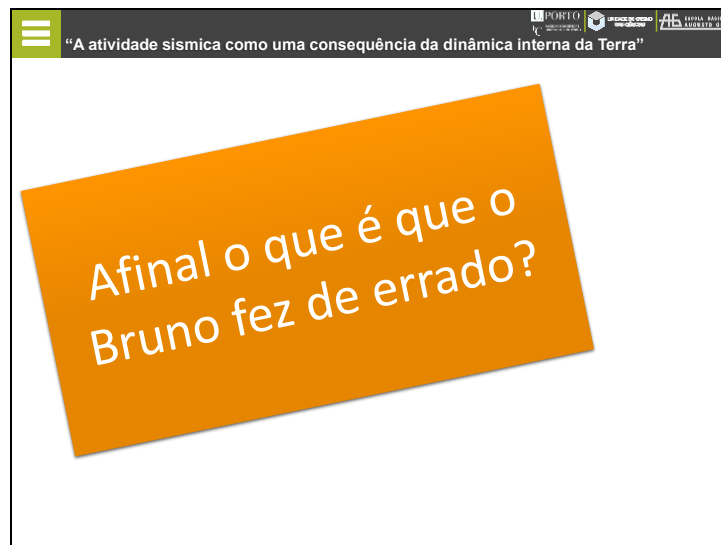 U.PORTO
“A atividade sismica como uma consequência da dinâmica interna da Terra”
Afinal o que é que o
Bruno fez de errado?